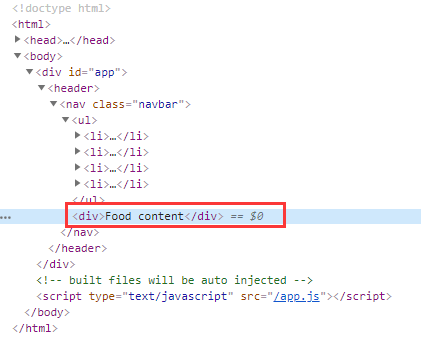 <!doctype html>
<html>
<head>…</head>
<body>
<div id="app">
<header>
<nav class="navbar">
<ul>
<li>…</li>
<li>…</li>
<li>…</li>
<li>…</li>
</ul>
… <div>Food content</div> == $0
</nav>
</header>
</div>
<!-- built files will be auto injected -->
<script type="text/javascript" src="/app.js"></script>
</body>
</html>